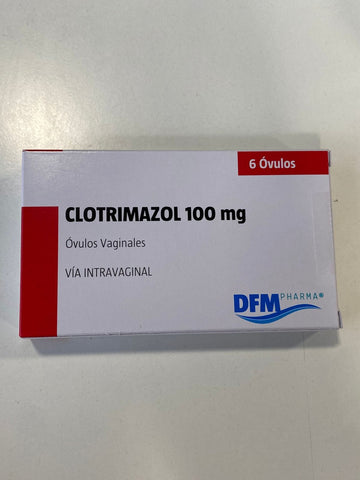 6 Óvulos
CLOTRIMAZOL 100 mg
Óvulos Vaginales
VÍA INTRAVAGINAL
DFM PHARMA®